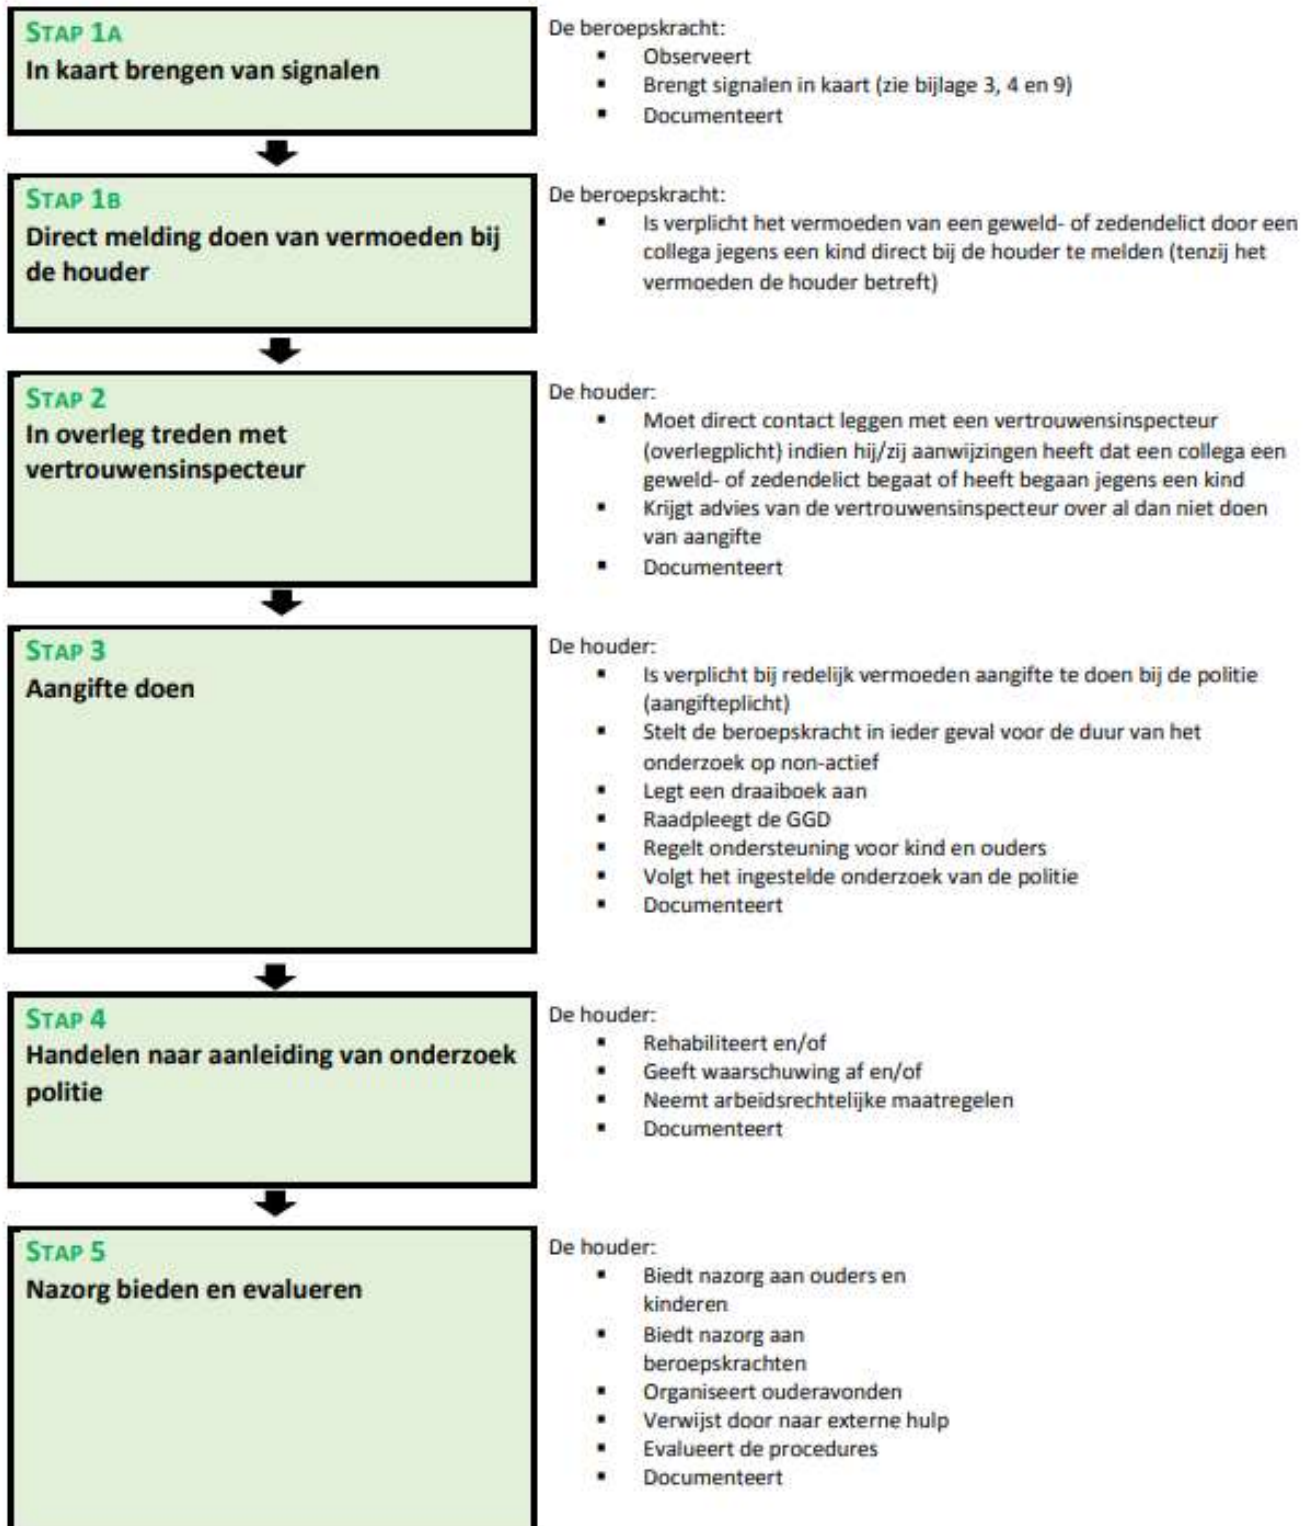 STAP 1A
In kaart brengen van signalen
De beroepskracht:
▪ Observeert
▪ Brengt signalen in kaart (zie bijlage 3, 4 en 9)
▪ Documenteert
STAP 1B
Direct melding doen van vermoeden bij
de houder
De beroepskracht:
▪ Is verplicht het vermoeden van een geweld- of zedendelict door een
collega jegens een kind direct bij de houder te melden (tenzij het
vermoeden de houder betreft)
STAP 2
In overleg treden met
vertrouwensinspecteur
De houder:
▪ Moet direct contact leggen met een vertrouwensinspecteur
(overlegplicht) indien hij/zij aanwijzingen heeft dat een collega een
geweld- of zedendelict begaat of heeft begaan jegens een kind
▪ Krijgt advies van de vertrouwensinspecteur over al dan niet doen
van aangifte
▪ Documenteert
STAP 3
Aangifte doen
De houder:
▪ Is verplicht bij redelijk vermoeden aangifte te doen bij de politie
(aangifteplicht)
▪ Stelt de beroepskracht in ieder geval voor de duur van het
onderzoek op non-actief
▪ Legt een draaiboek aan
▪ Raadpleegt de GGD
▪ Regelt ondersteuning voor kind en ouders
▪ Volgt het ingestelde onderzoek van de politie
▪ Documenteert
STAP 4
Handelen naar aanleiding van onderzoek
politie
De houder:
▪ Rehabiliteert en/of
▪ Geeft waarschuwing af en/of
▪ Neemt arbeidsrechtelijke maatregelen
▪ Documenteert
STAP 5
Nazorg bieden en evalueren
De houder:
▪ Biedt nazorg aan ouders en
kinderen
▪ Biedt nazorg aan
beroepskrachten
▪ Organiseert ouderavonden
▪ Verwijst door naar externe hulp
▪ Evalueert de procedures
▪ Documenteert